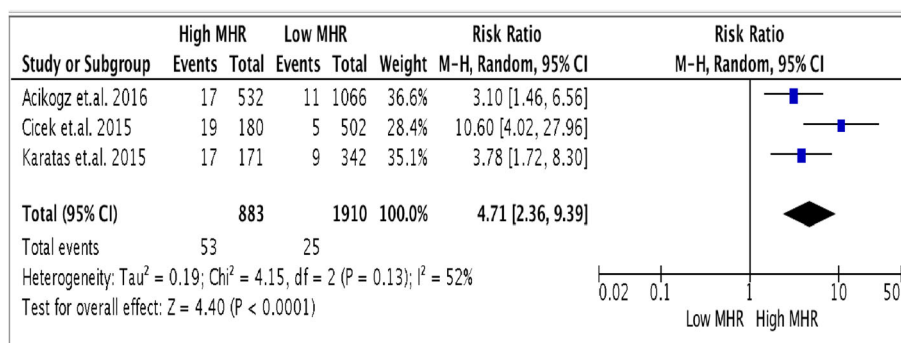 High MHR Low MHR Risk Ratio Risk Ratio
Study or Subgroup Events Total Events Total Weight M-H, Random, 95% CI M-H, Random, 95% CI
Acikogz et.al. 2016 17 532 11 1066 36.6% 3.10 [1.46, 6.56]
Cicek et.al. 2015 19 180 5 502 28.4% 10.60 [4.02, 27.96]
Karatas et.al. 2015 17 171 9 342 35.1% 3.78 [1.72, 8.30]
Total (95% CI) 883 1910 100.0% 4.71 [2.36, 9.39]
Total events 53 25
Heterogeneity: Tau² = 0.19; Chi² = 4.15, df = 2 (P = 0.13); I² = 52%
Test for overall effect: Z = 4.40 (P < 0.0001)
0.02 0.1 1 10 50
Low MHR High MHR